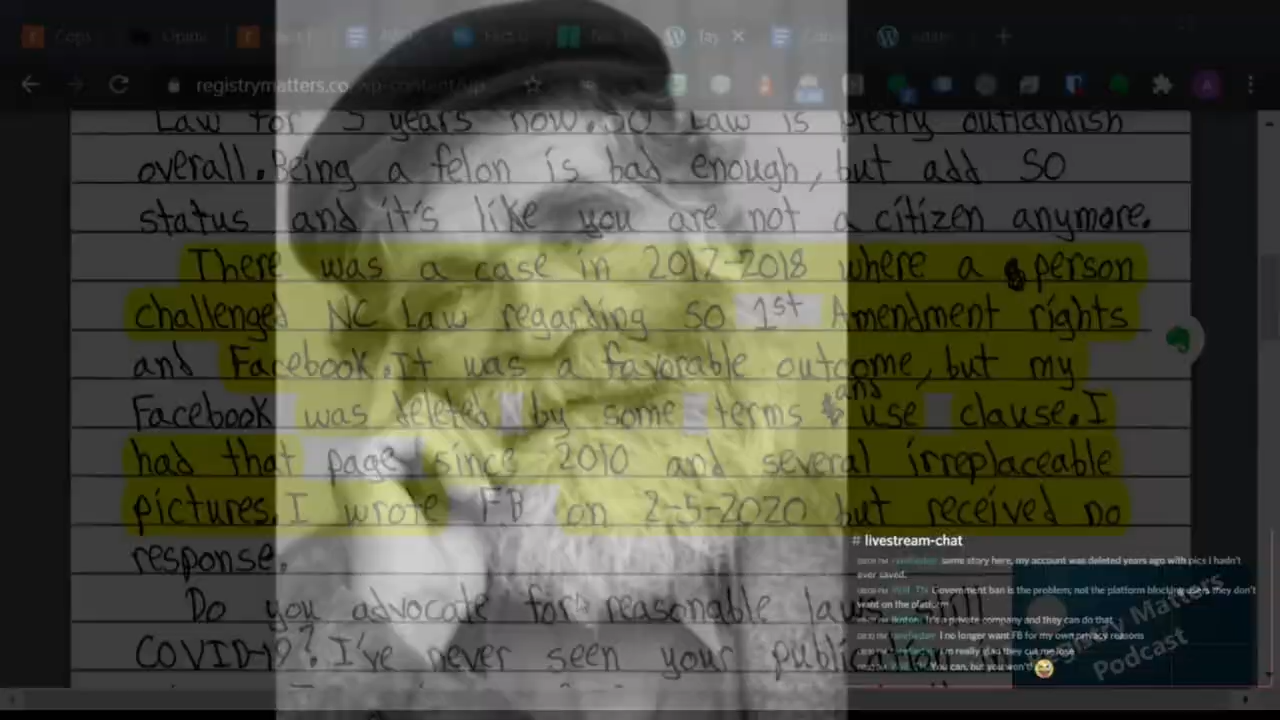 registrymatters.co/wp-content/up
Law for 3 years now. SO Law is pretty outlandish
overall. Being a felon is bad enough, but add SO
status and it's like you are not a citizen anymore.
There was a case in 2017-2018 where a person
challenged NC Law regarding SO 1st Amendment rights
and Facebook. It was a favorable outcome, but my
Facebook was deleted by some terms and use clause. I
had that page since 2010 and several irreplaceable
pictures. I wrote FB on 2-5-2020 but received no
response.
Do you advocate for reasonable laws still
COVID-19? I've never seen your
# livestream-chat
same story here, my account was deleted years ago with pics I hadn't
ever saved.
Government ban is the problem, not the platform blocking users they don't
want on the platform
It's a private company and they can do that
I no longer want FB for my own privacy reasons
I'm really glad they cut me lose
You can, but you won't!
Registry Matters
Podcast